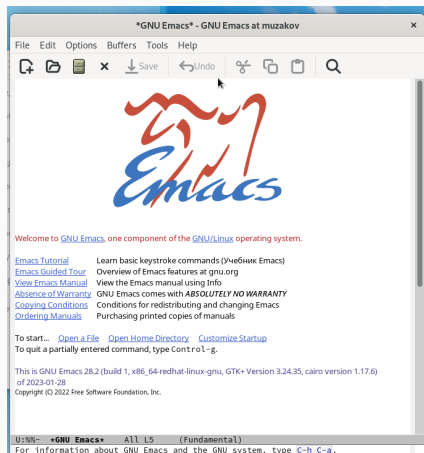 *GNU Emacs* - GNU Emacs at muzakov ×
File Edit Options Buffers Tools Help
Save Undo
Emacs
Welcome to GNU Emacs, one component of the GNU/Linux operating system.
Emacs Tutorial Learn basic keystroke commands (Учебник Emacs)
Emacs Guided Tour Overview of Emacs features at gnu.org
View Emacs Manual View the Emacs manual using Info
Absence of Warranty GNU Emacs comes with ABSOLUTELY NO WARRANTY
Copying Conditions Conditions for redistributing and changing Emacs
Ordering Manuals Purchasing printed copies of manuals
To start... Open a File Open Home Directory Customize Startup
To quit a partially entered command, type Control-g.
This is GNU Emacs 28.2 (build 1, x86_64-redhat-linux-gnu, GTK+ Version 3.24.35, cairo version 1.17.6)
of 2023-01-28
Copyright (C) 2022 Free Software Foundation, Inc.
U:%%- *GNU Emacs* All L5 (Fundamental)
For information about GNU Emacs and the GNU system, type C-h C-a.